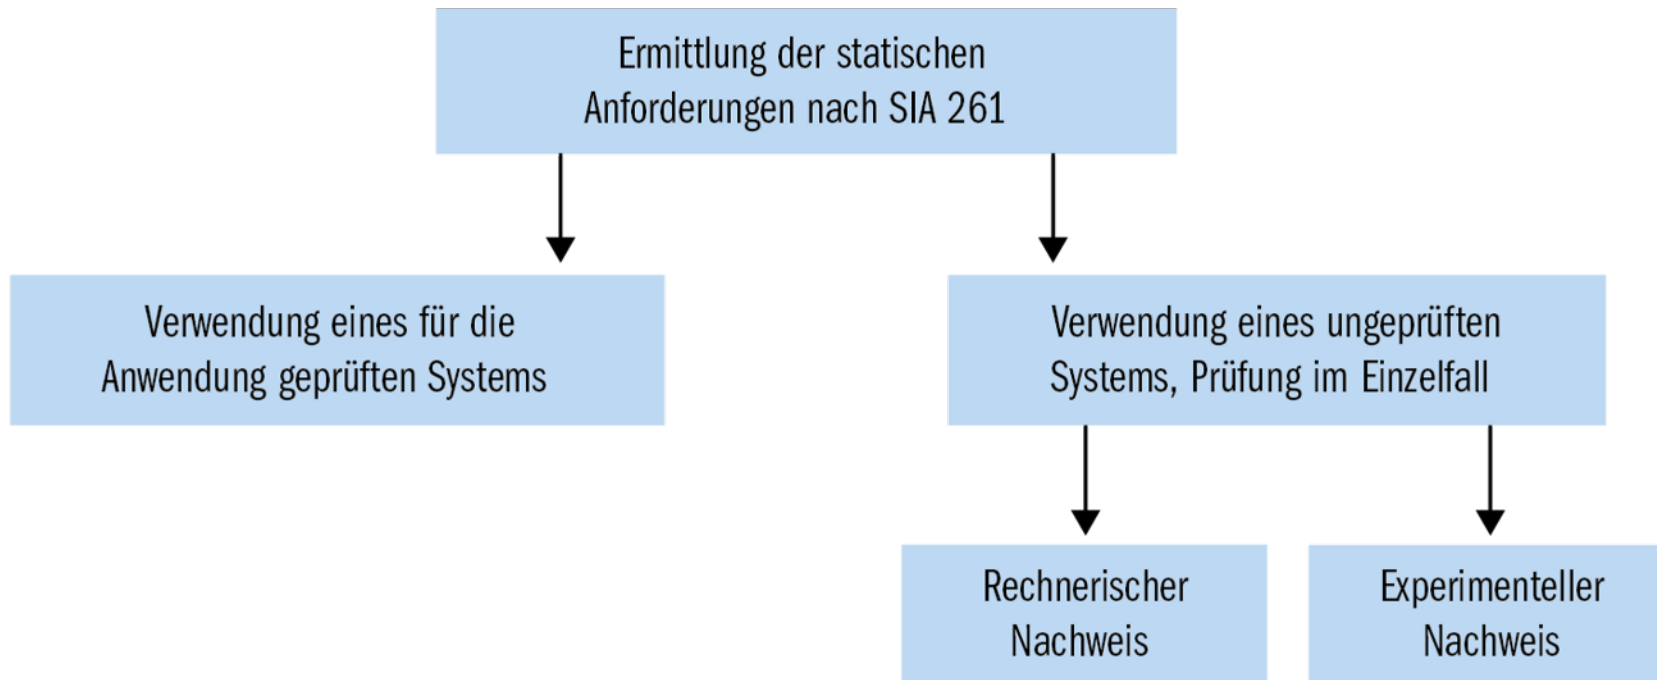 Ermittlung der statischen
Anforderungen nach SIA 261
Verwendung eines für die
Anwendung geprüften Systems
Verwendung eines ungeprüften
Systems, Prüfung im Einzelfall
Rechnerischer
Nachweis
Experimenteller
Nachweis